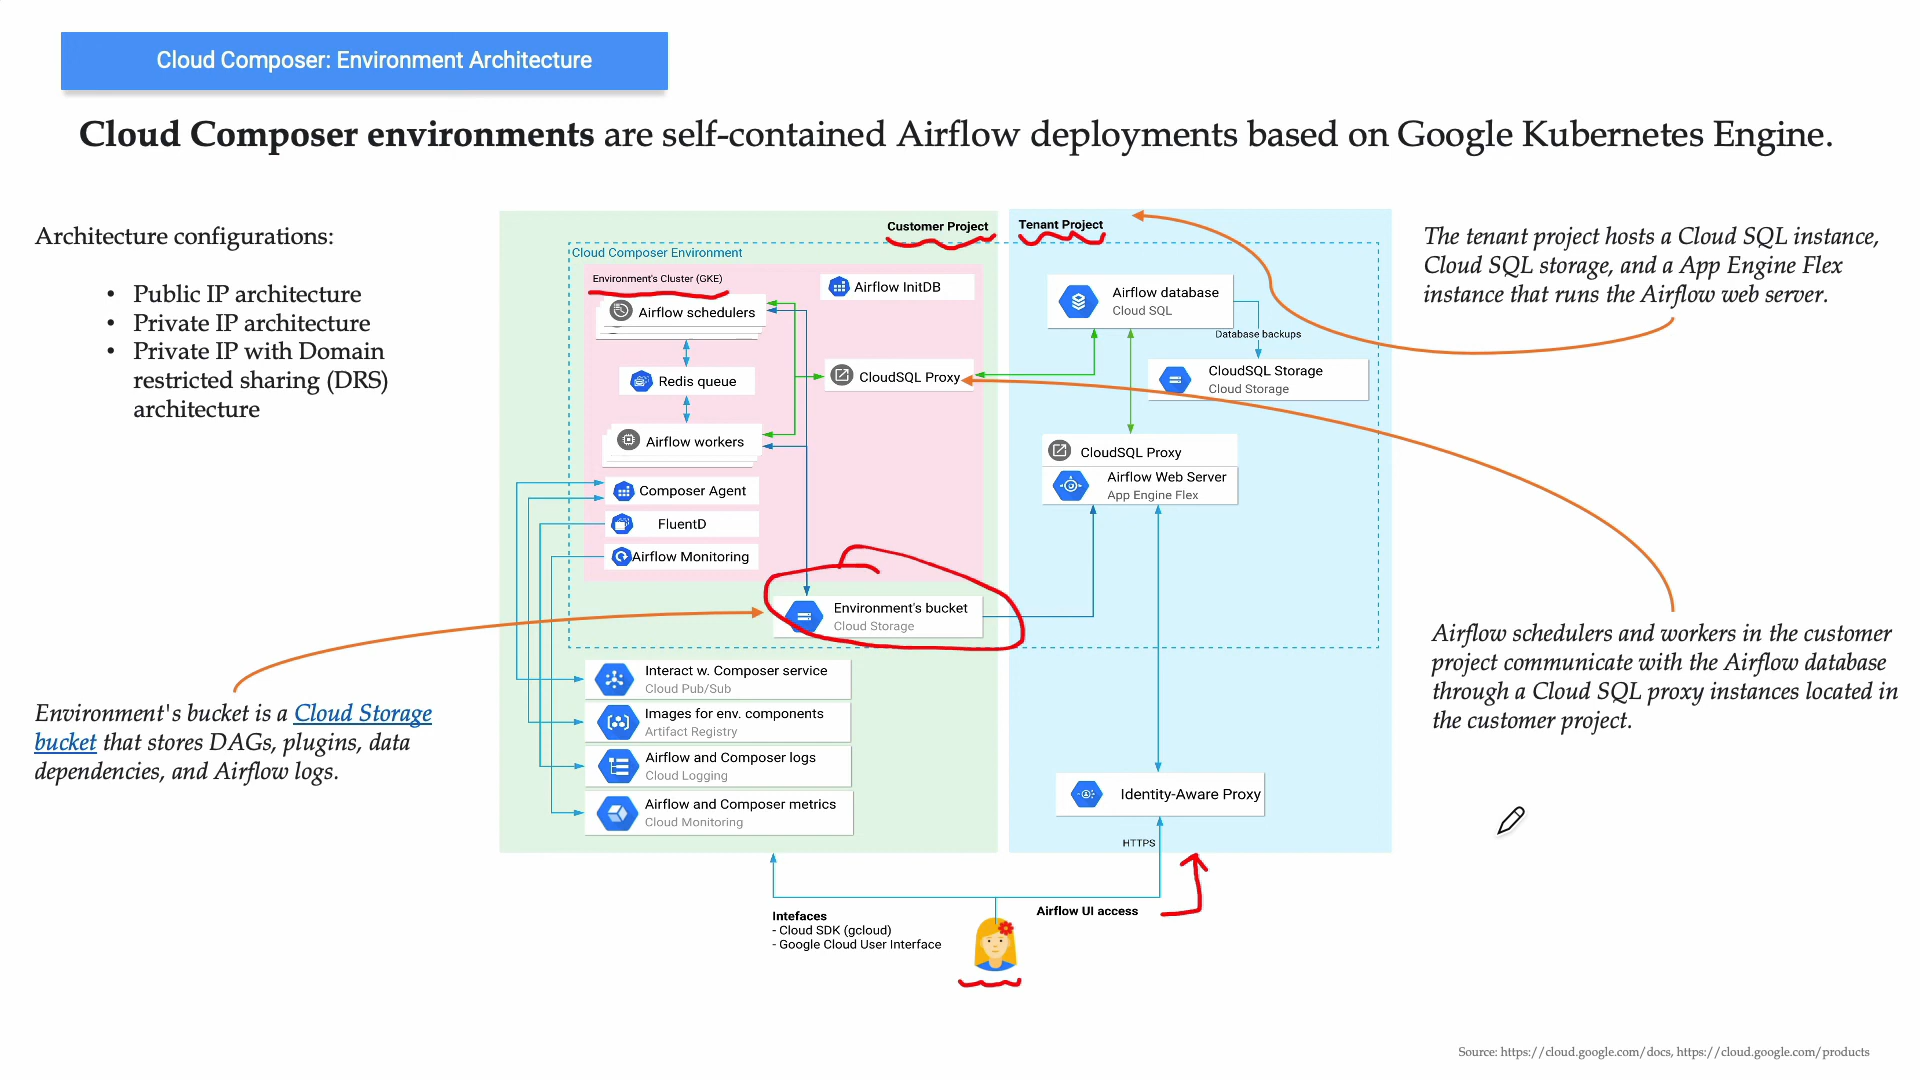 Cloud Composer: Environment Architecture
Cloud Composer environments are self-contained Airflow deployments based on Google Kubernetes Engine.
Architecture configurations:
• Public IP architecture
• Private IP architecture
• Private IP with Domain
restricted sharing (DRS)
architecture
Environment's bucket is a Cloud Storage
bucket that stores DAGs, plugins, data
dependencies, and Airflow logs.
Customer Project
Cloud Composer Environment
Environment's Cluster (GKE)
Airflow InitDB
Airflow schedulers
Redis queue
CloudSQL Proxy
Airflow workers
Composer Agent
FluentD
Airflow Monitoring
Environment's bucket
Cloud Storage
Interact w. Composer service
Cloud Pub/Sub
Images for env. components
Artifact Registry
Airflow and Composer logs
Cloud Logging
Airflow and Composer metrics
Cloud Monitoring
Tenant Project
Airflow database
Cloud SQL
Database backups
CloudSQL Storage
Cloud Storage
CloudSQL Proxy
Airflow Web Server
App Engine Flex
Identity-Aware Proxy
HTTPS
Airflow UI access
Intefaces
- Cloud SDK (gcloud)
- Google Cloud User Interface
The tenant project hosts a Cloud SQL instance,
Cloud SQL storage, and a App Engine Flex
instance that runs the Airflow web server.
Airflow schedulers and workers in the customer
project communicate with the Airflow database
through a Cloud SQL proxy instances located in
the customer project.
Source: https://cloud.google.com/docs, https://cloud.google.com/products